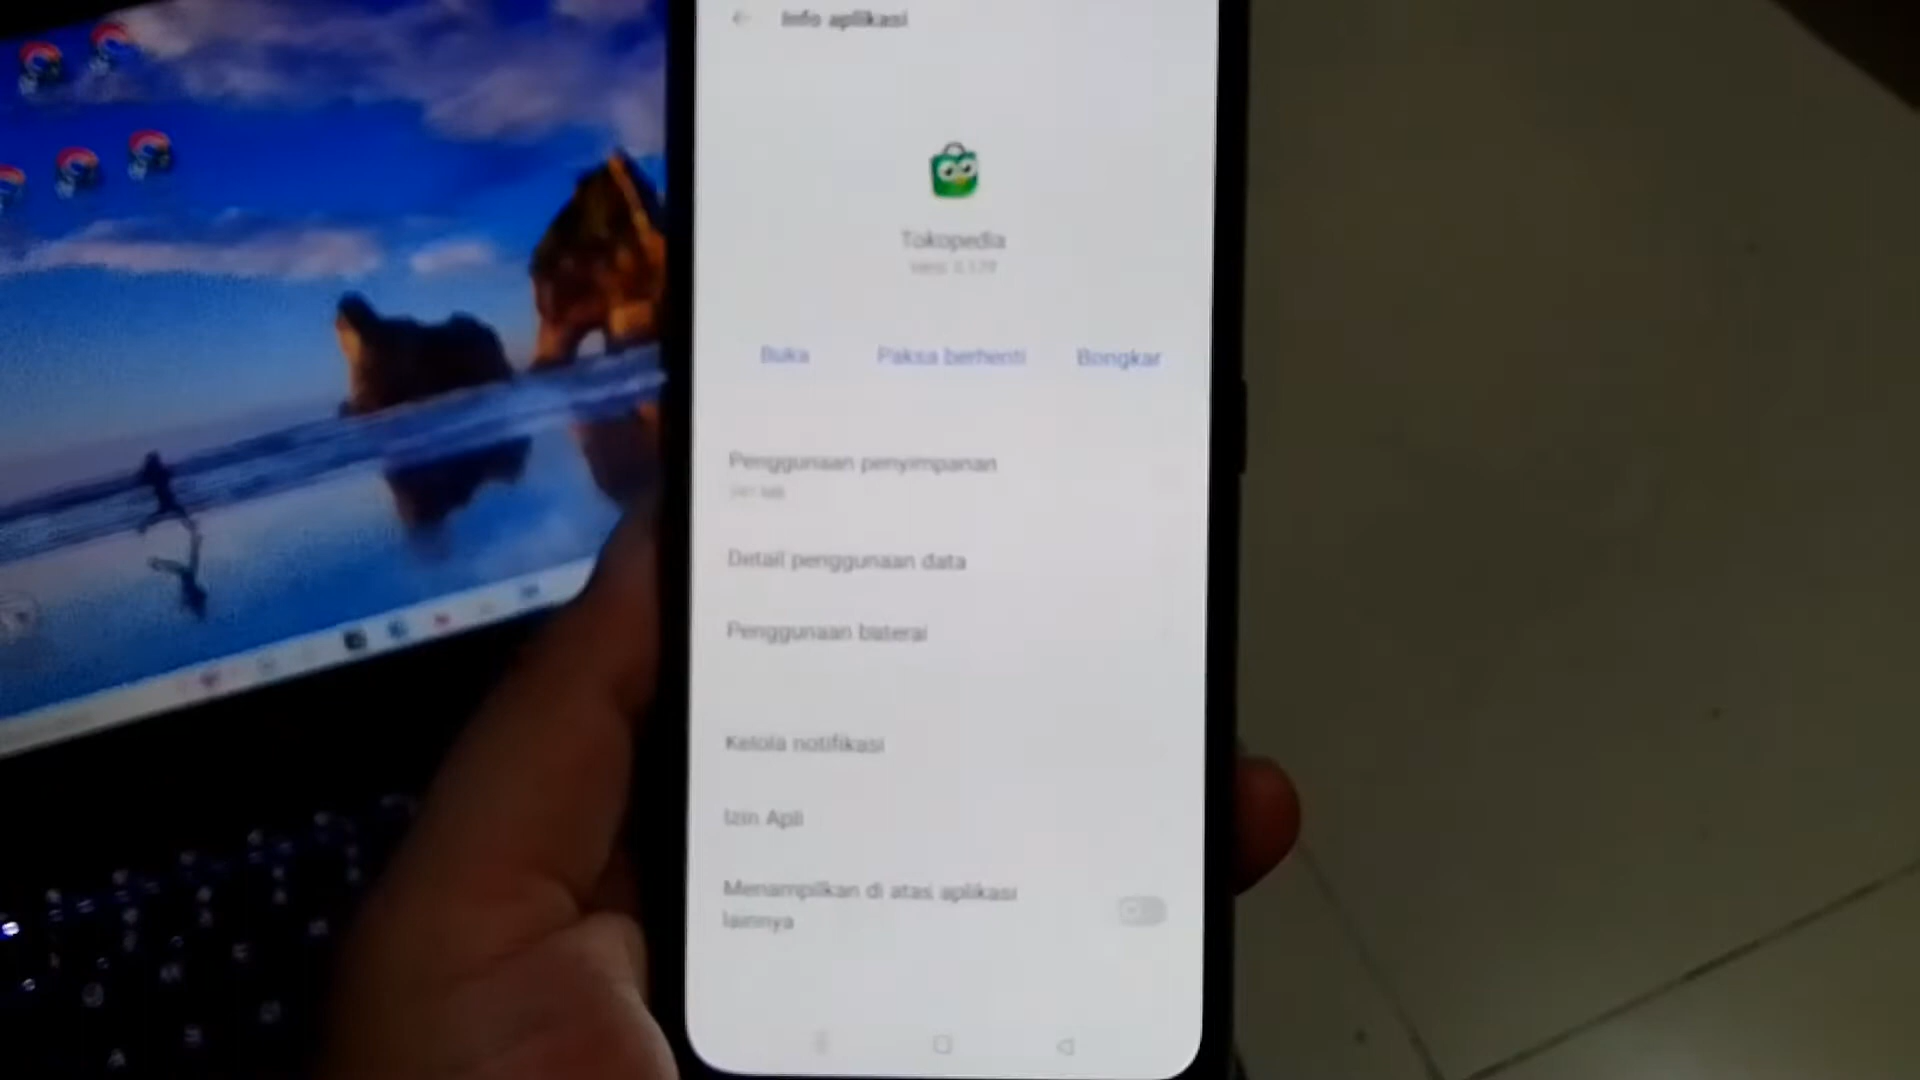 Info aplikasi
Tokopedia
Buka
Paksa berhenti
Bongkar
Penggunaan penyimpanan
Detail penggunaan data
Penggunaan baterai
Kelola notifikasi
Izin Apli
Menampilkan di atas aplikasi
lainnya